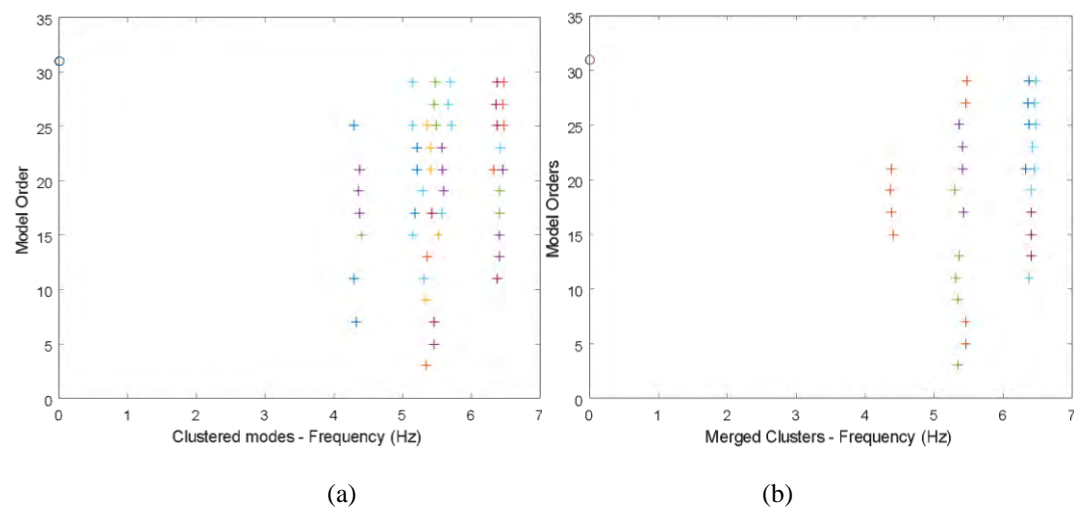 35
30
25
20
15
10
5
0
Model Order
0 1 2 3 4 5 6 7
Clustered modes - Frequency (Hz)
(a)
35
30
25
20
15
10
5
0
Model Orders
0 1 2 3 4 5 6 7
Merged Clusters - Frequency (Hz)
(b)